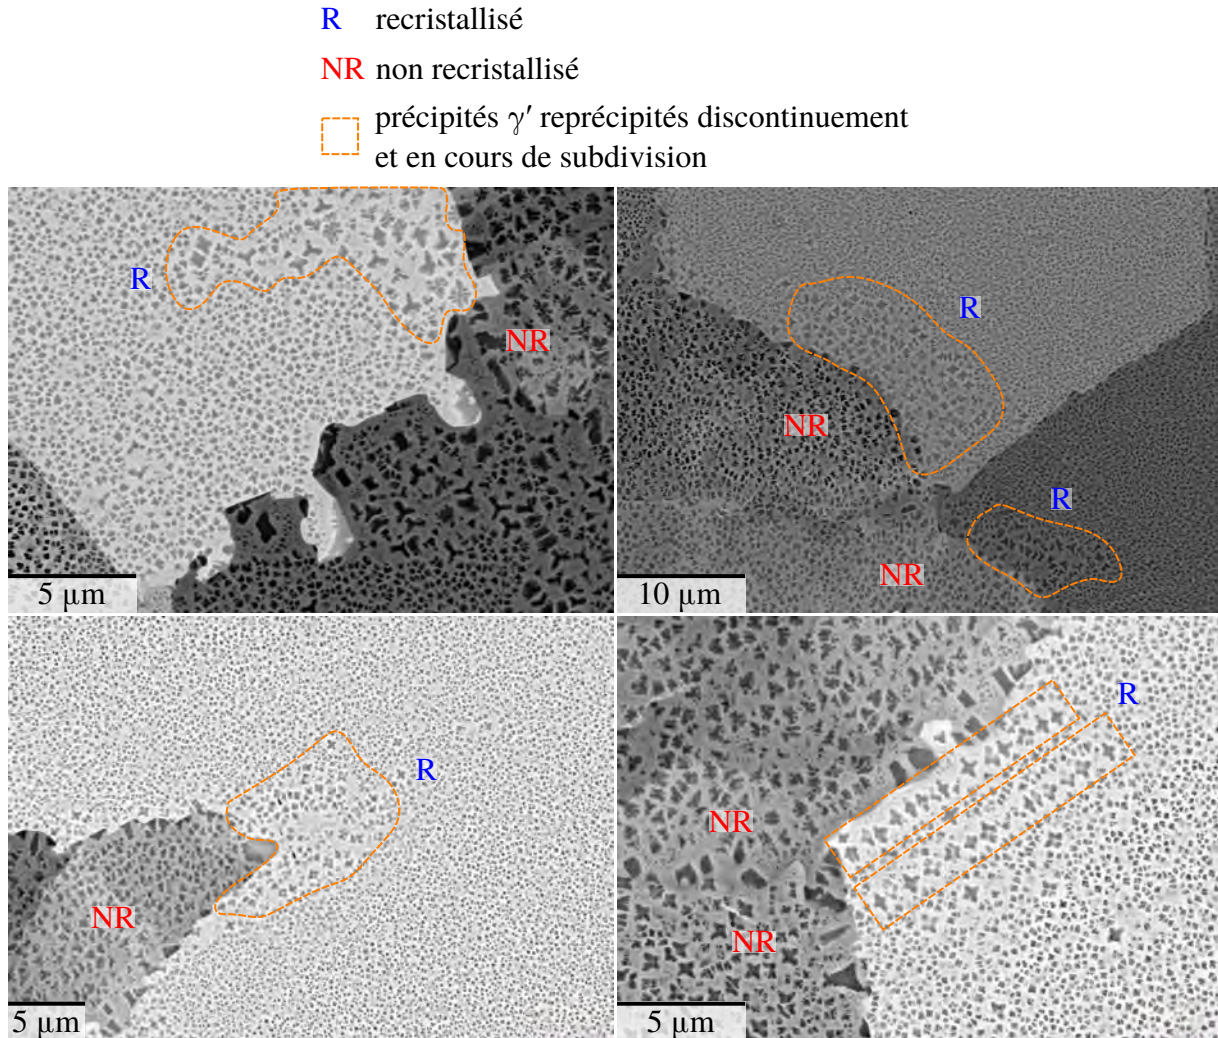 R recristallisé
NR non recristallisé
précipités γ′ reprécipités discontinuement
et en cours de subdivision
R
NR
5 µm
R
NR
R
NR
10 µm
R
NR
5 µm
R
NR
NR
5 µm